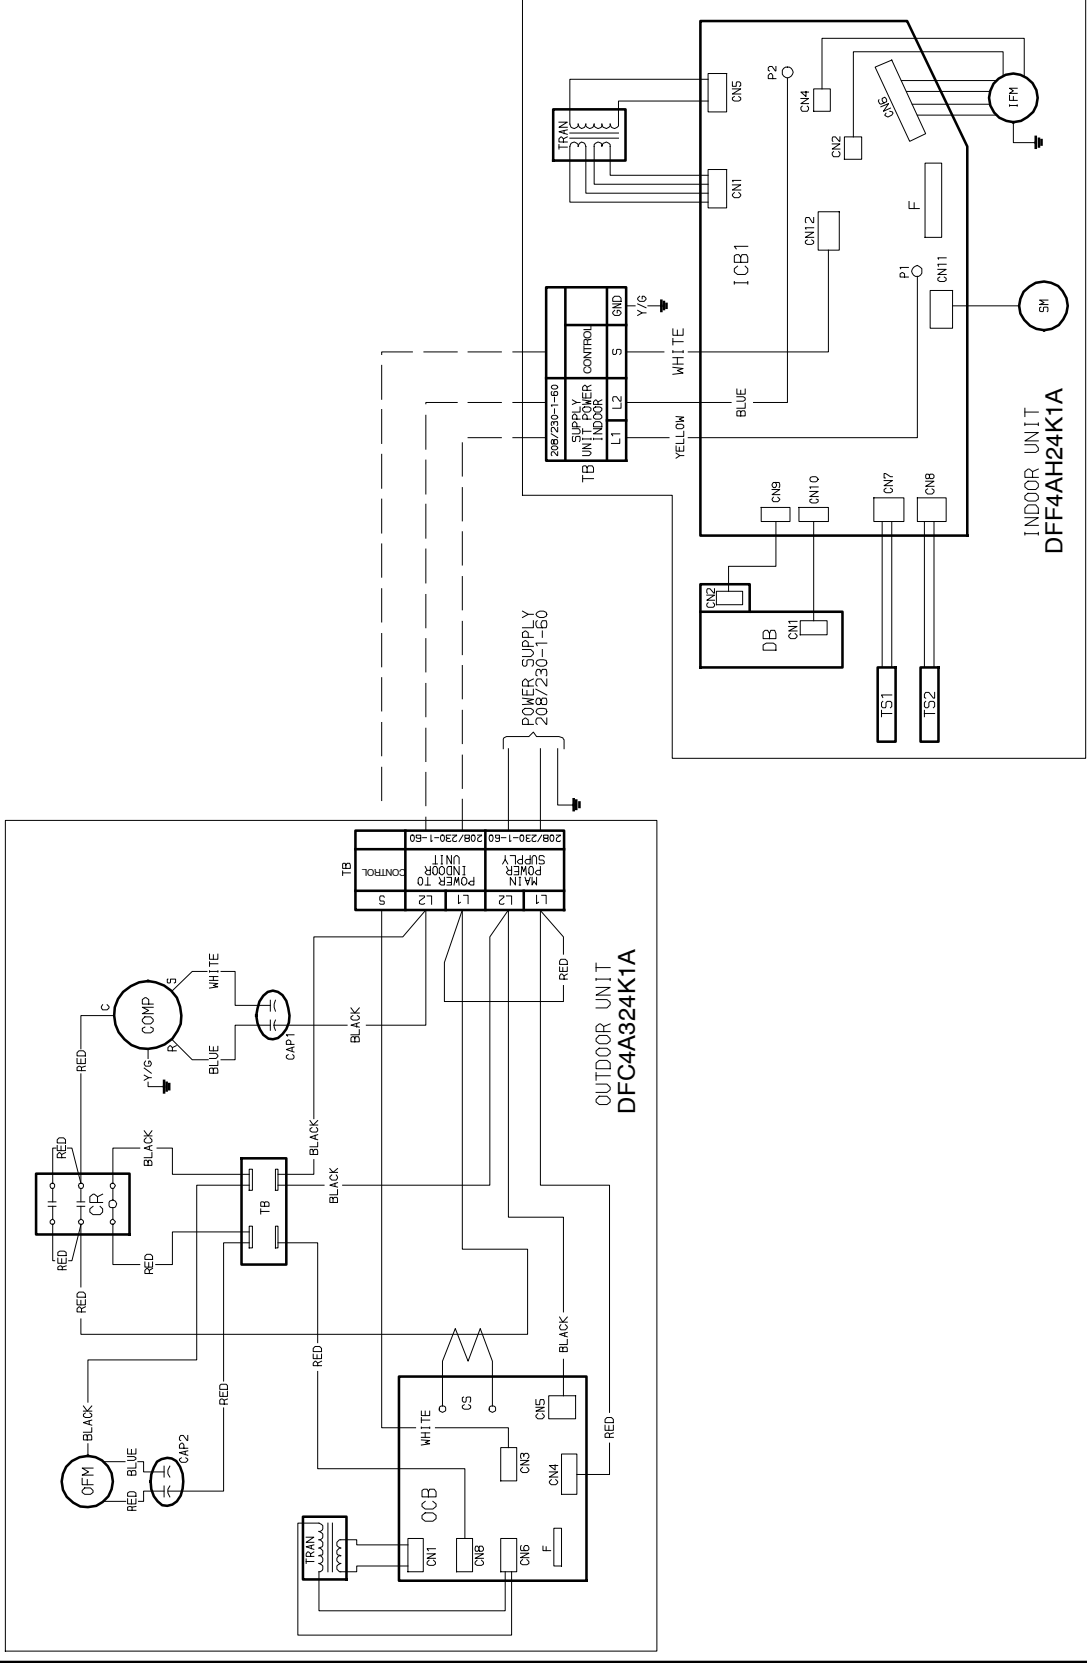 CN5
P2
CN4
CN2
CN6
IFM
TRAN
CN1
CN12
F
ICB1
P1
CN11
SM
GND
Y/G
CONTROL
S
WHITE
208/230-1-60
SUPPLY
UNIT POWER
INDOOR
L2
L1
TB
BLUE
YELLOW
CN9
CN10
CN7
CN8
CN2
CN1
DB
TS1
TS2
INDOOR UNIT
DFF4AH24K1A
POWER SUPPLY
208/230-1-60
TB
CONTROL
S
208/230-1-60
POWER TO
INDOOR
UNIT
L2
L1
208/230-1-60
MAIN
POWER
SUPPLY
L2
L1
RED
COMP
C
S
R
WHITE
BLUE
Y/G
CAP1
BLACK
RED
RED
BLACK
CR
RED
RED
RED
TB
BLACK
BLACK
RED
RED
BLACK
OFM
BLUE
RED
CAP2
WHITE
CS
BLACK
RED
CN5
CN3
CN4
OCB
TRAN
CN1
CN8
CN6
F
OUTDOOR UNIT
DFC4A324K1A